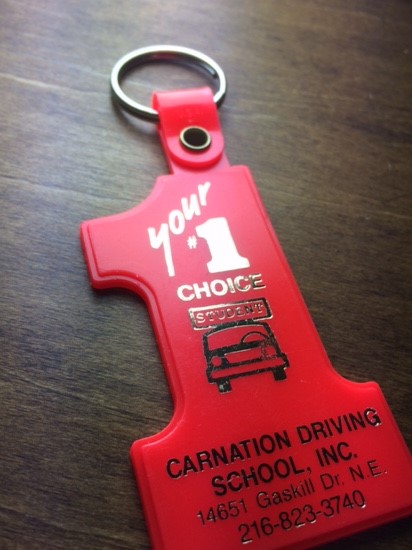 your
#1
CHOICE
STUDENT
CARNATION DRIVING
SCHOOL, INC.
14651 Gaskill Dr. N.E.
216-823-3740